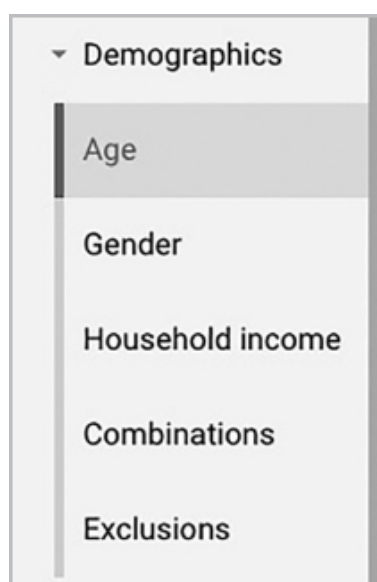 Demographics
Age
Gender
Household income
Combinations
Exclusions